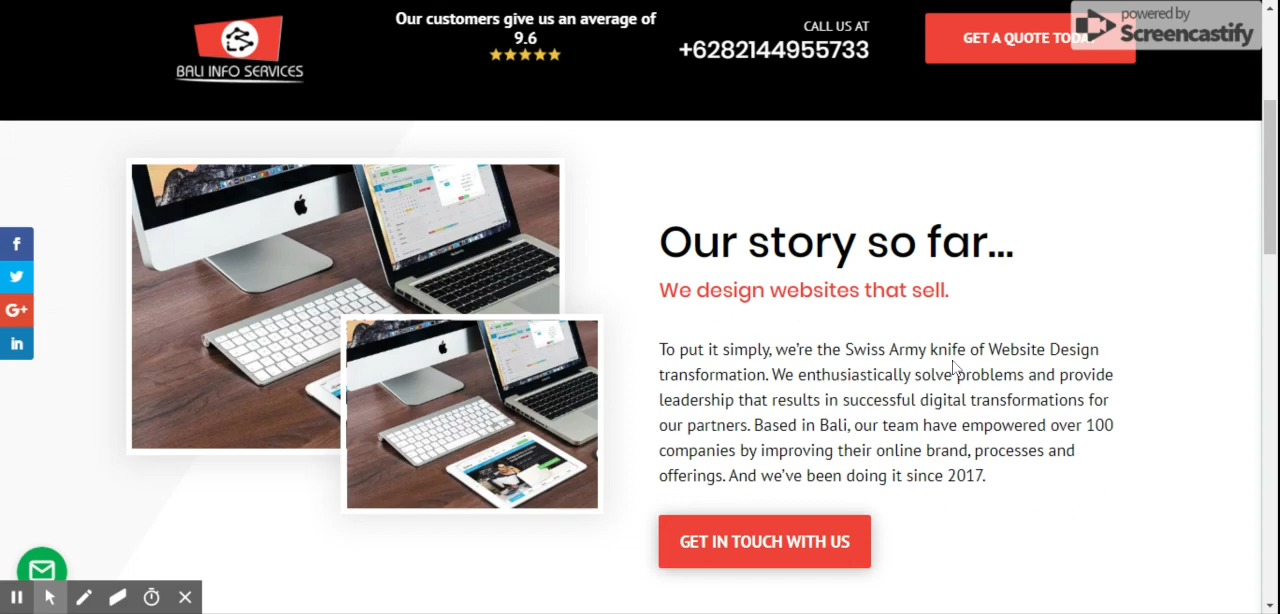 Our customers give us an average of
9.6
BALI INFO SERVICES
CALL US AT
+6282144955733
GET A QUOTE TODA
powered by
Screencastify
f
G+
in
Our story so far...
We design websites that sell.
To put it simply, we're the Swiss Army knife of Website Design
transformation. We enthusiastically solve problems and provide
leadership that results in successful digital transformations for
our partners. Based in Bali, our team have empowered over 100
companies by improving their online brand, processes and
offerings. And we've been doing it since 2017.
GET IN TOUCH WITH US